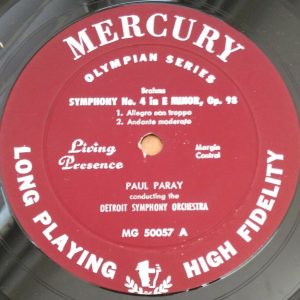 MERCURY
OLYMPIAN SERIES
Brahms
SYMPHONY No. 4 in E MINOR, Op. 98
1. Allegro non troppo
2. Andante moderato
Living Presence
Margin Control
PAUL PARAY
conducting the
DETROIT SYMPHONY ORCHESTRA
MG 50057 A
LONG PLAYING HIGH FIDELITY